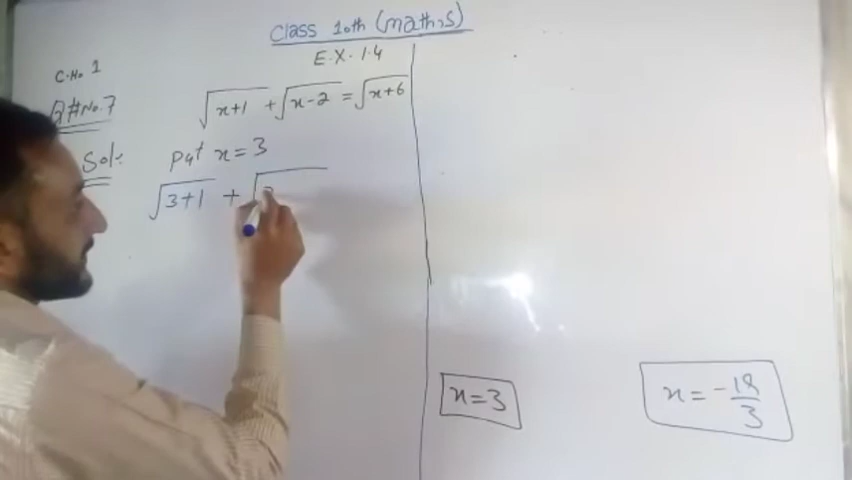 Class 10th (maths)
E.X. 1.4
C.No 1
Q#No.7
√x+1 + √x-2 = √x+6
Sol:
Put x = 3
√3+1 + √
x = 3
x = -18/3